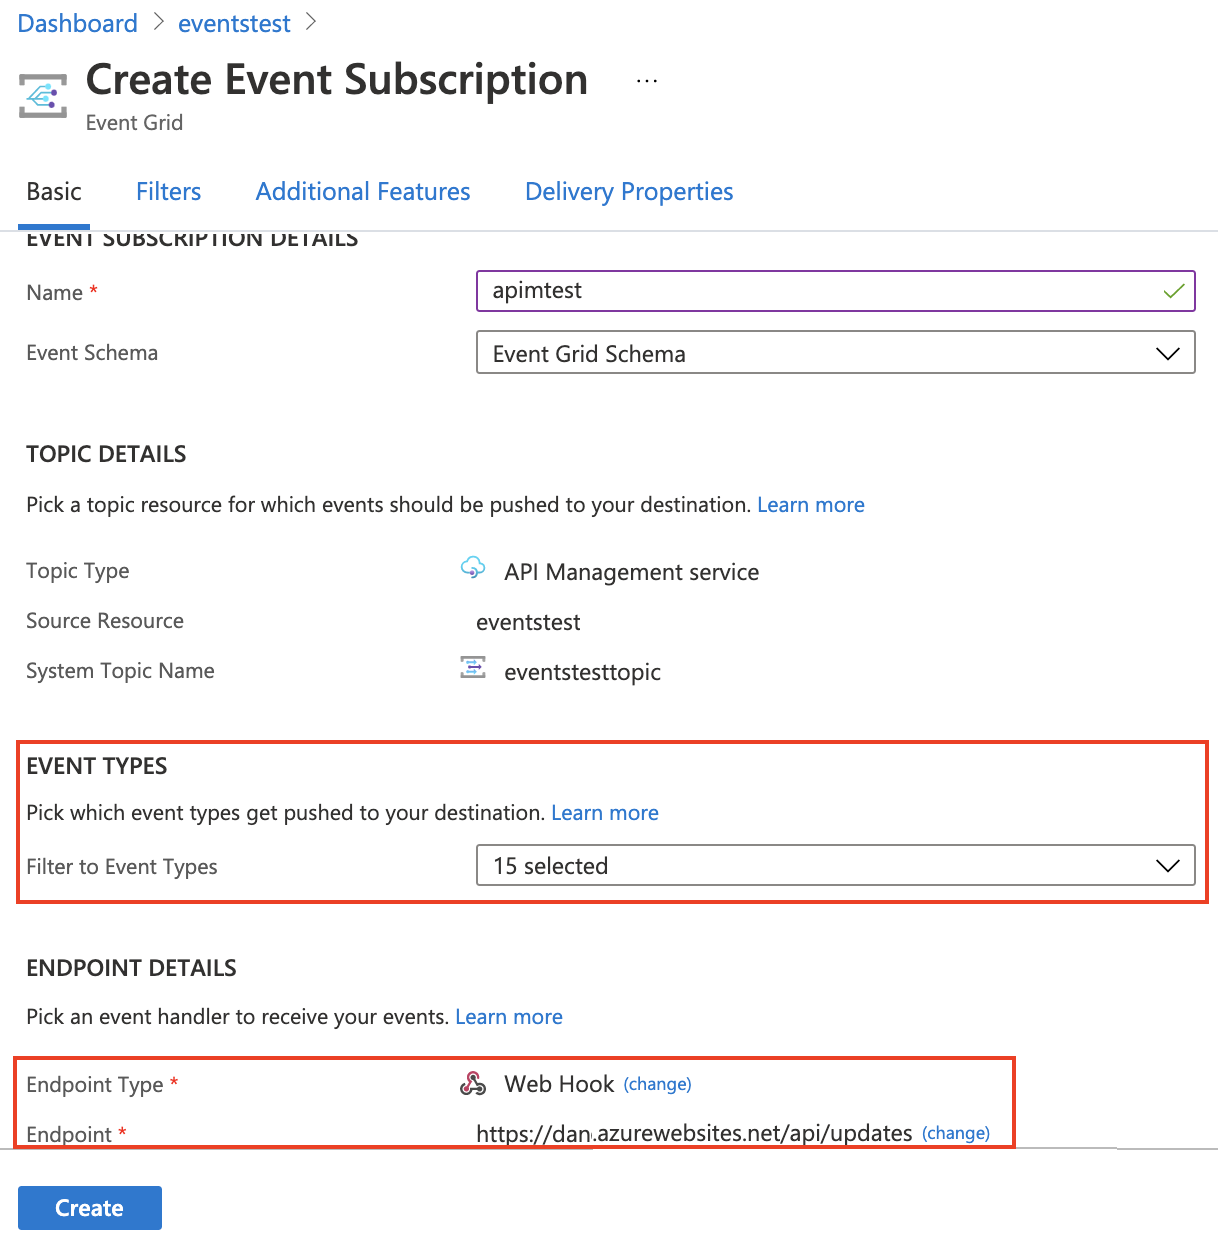 Dashboard > eventstest >
Create Event Subscription ...
Event Grid
Basic Filters Additional Features Delivery Properties
EVENT SUBSCRIPTION DETAILS
Name * apimtest
Event Schema Event Grid Schema
TOPIC DETAILS
Pick a topic resource for which events should be pushed to your destination. Learn more
Topic Type API Management service
Source Resource eventstest
System Topic Name eventstesttopic
EVENT TYPES
Pick which event types get pushed to your destination. Learn more
Filter to Event Types 15 selected
ENDPOINT DETAILS
Pick an event handler to receive your events. Learn more
Endpoint Type * Web Hook (change)
Endpoint * https://dan.azurewebsites.net/api/updates (change)
Create